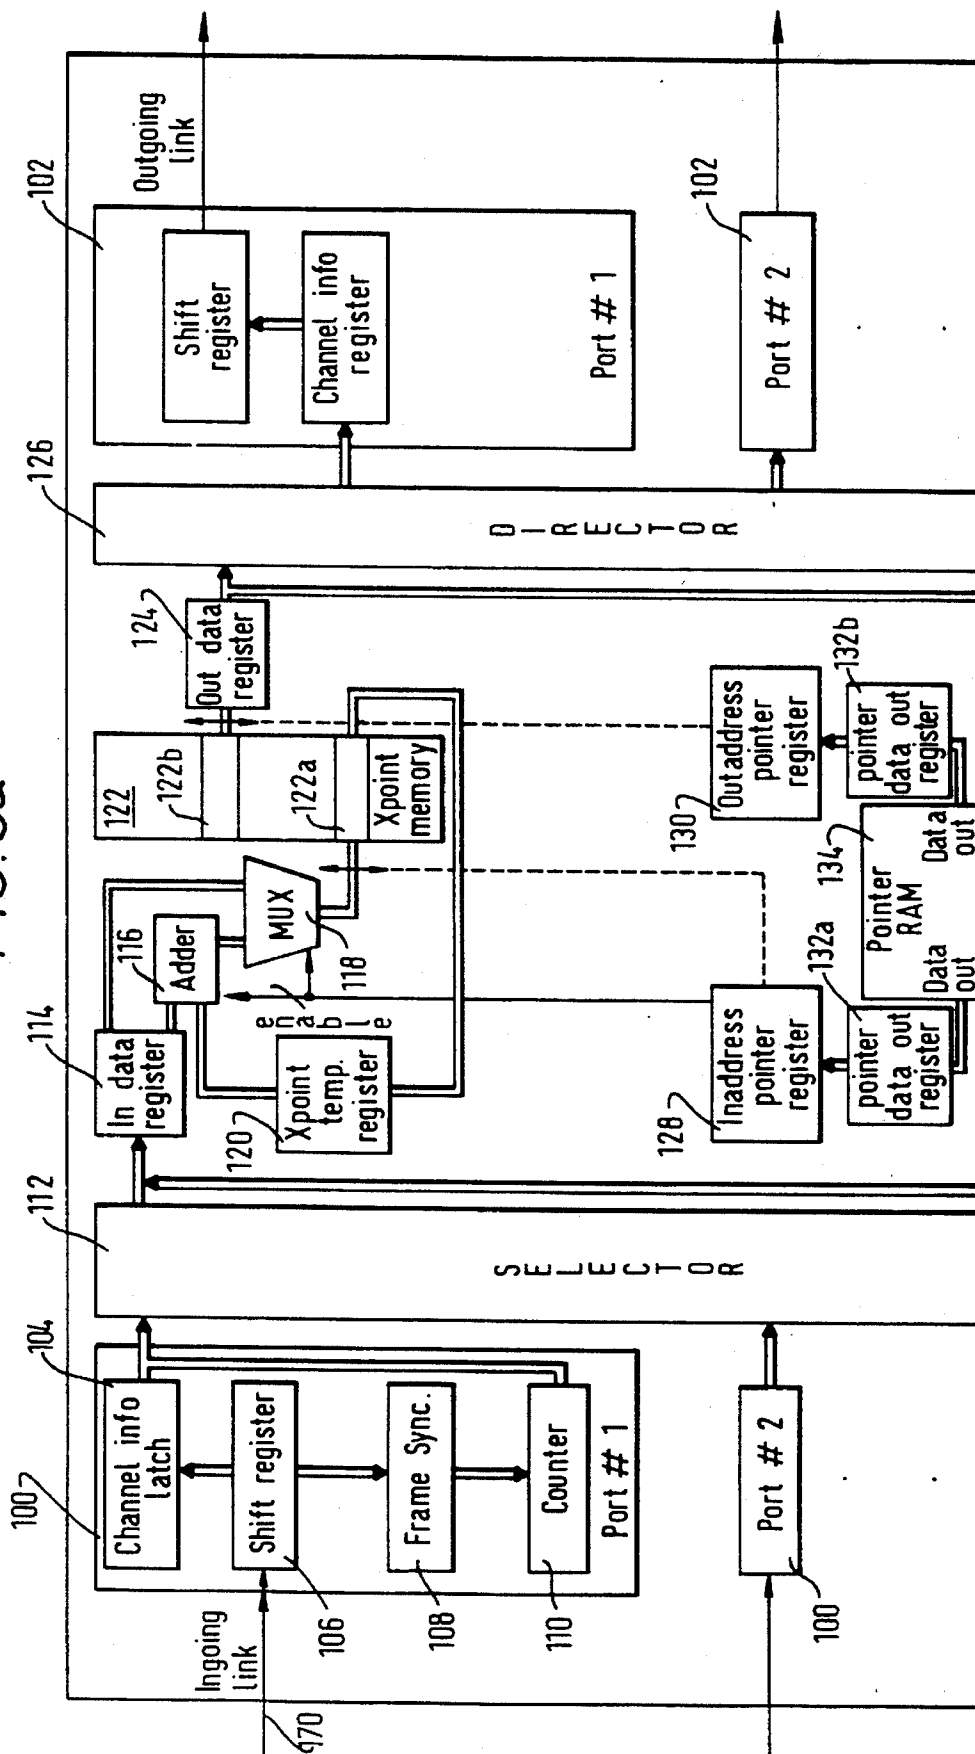 100
104
Channel info
latch
Shift register
106
Frame Sync.
108
Counter
110
Port # 1
Ingoing
link
170
Port # 2
100
112
SELECTOR
114
In data
register
116
Adder
MUX
118
enable
Xpoint
temp.
register
120
122
122b
122a
Xpoint
memory
124
Out data
register
126
DIRECTOR
128
Inaddress
pointer
register
130
Outaddress
pointer
register
132a
pointer
data out
register
132b
pointer
data out
register
134
Pointer
RAM
Data
out
Data
out
102
Shift
register
Channel info
register
Port # 1
Outgoing
link
102
Port # 2